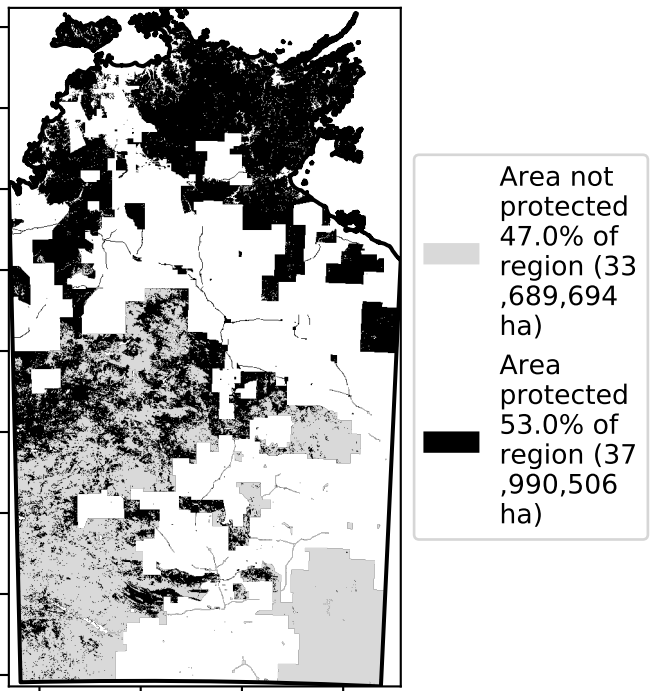 Area not
protected
47.0% of
region (33
,689,694
ha)
Area
protected
53.0% of
region (37
,990,506
ha)